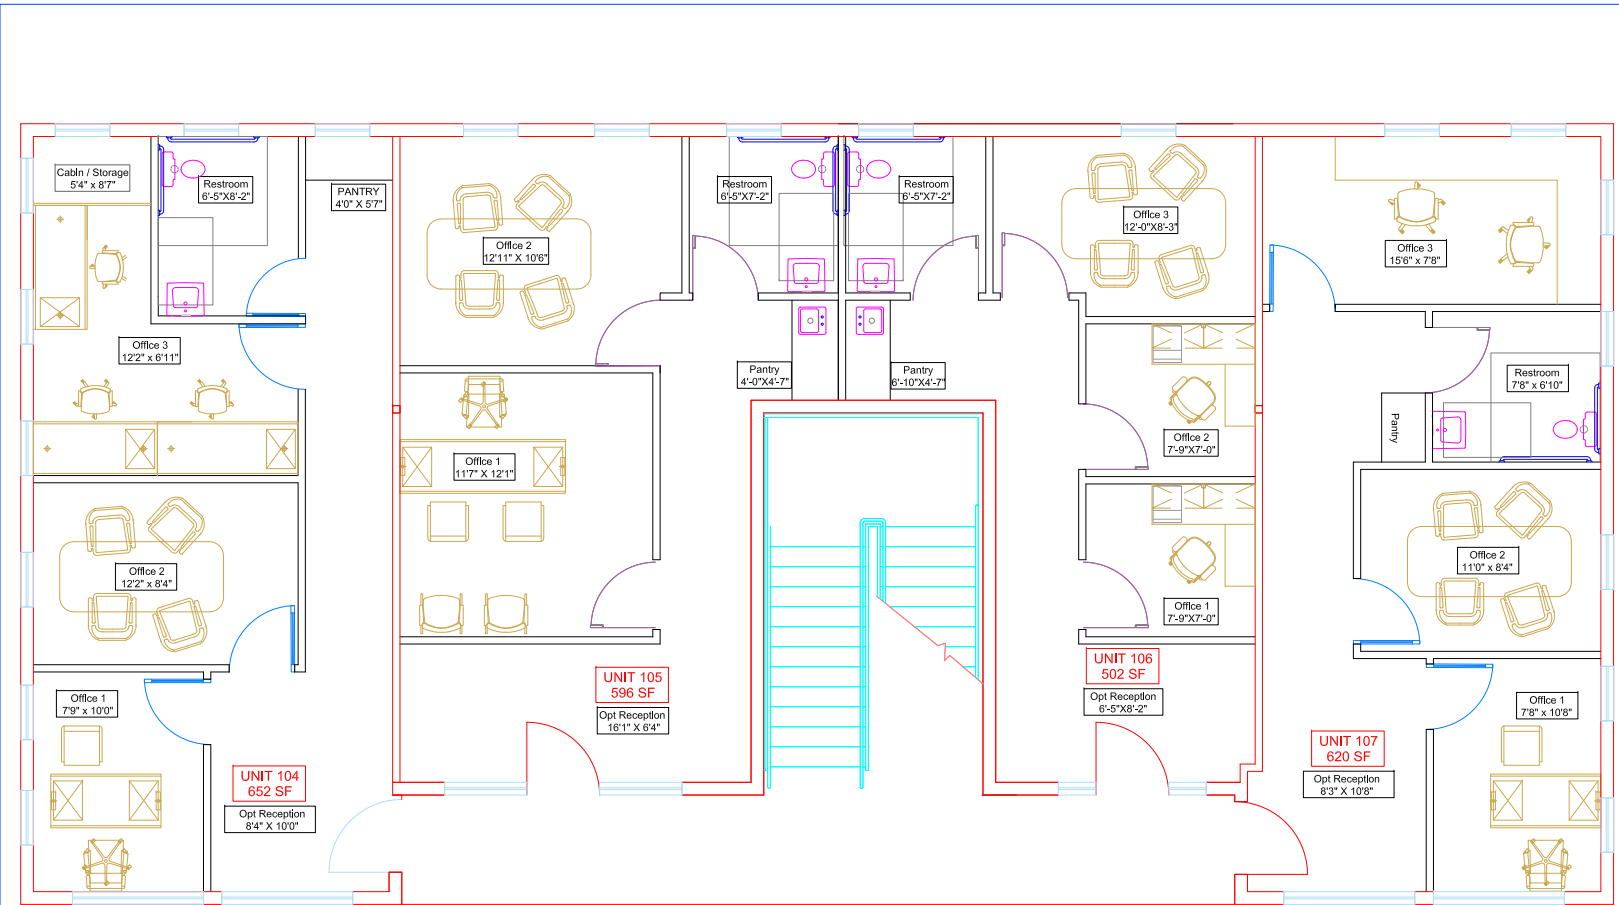 Cabin / Storage
5'4" x 8'7"
Restroom
6'-5"X8'-2"
PANTRY
4'0" X 5'7"
Office 3
12'2" x 6'11"
Office 2
12'2" x 8'4"
Office 1
7'9" x 10'0"
UNIT 104
652 SF
Opt Reception
8'4" X 10'0"
Office 2
12'11" X 10'6"
Restroom
6'-5"X7'-2"
Pantry
4'-0"X4'-7"
Office 1
11'7" X 12'1"
UNIT 105
596 SF
Opt Reception
16'1" X 6'4"
Restroom
6'-5"X7'-2"
Pantry
6'-10"X4'-7"
Office 3
12'-0"X8'-3"
Office 2
7'-9"X7'-0"
Office 1
7'-9"X7'-0"
UNIT 106
502 SF
Opt Reception
6'-5"X8'-2"
Office 3
15'6" x 7'8"
Restroom
7'8" x 6'10"
Pantry
Office 2
11'0" x 8'4"
Office 1
7'8" x 10'8"
UNIT 107
620 SF
Opt Reception
8'3" X 10'8"